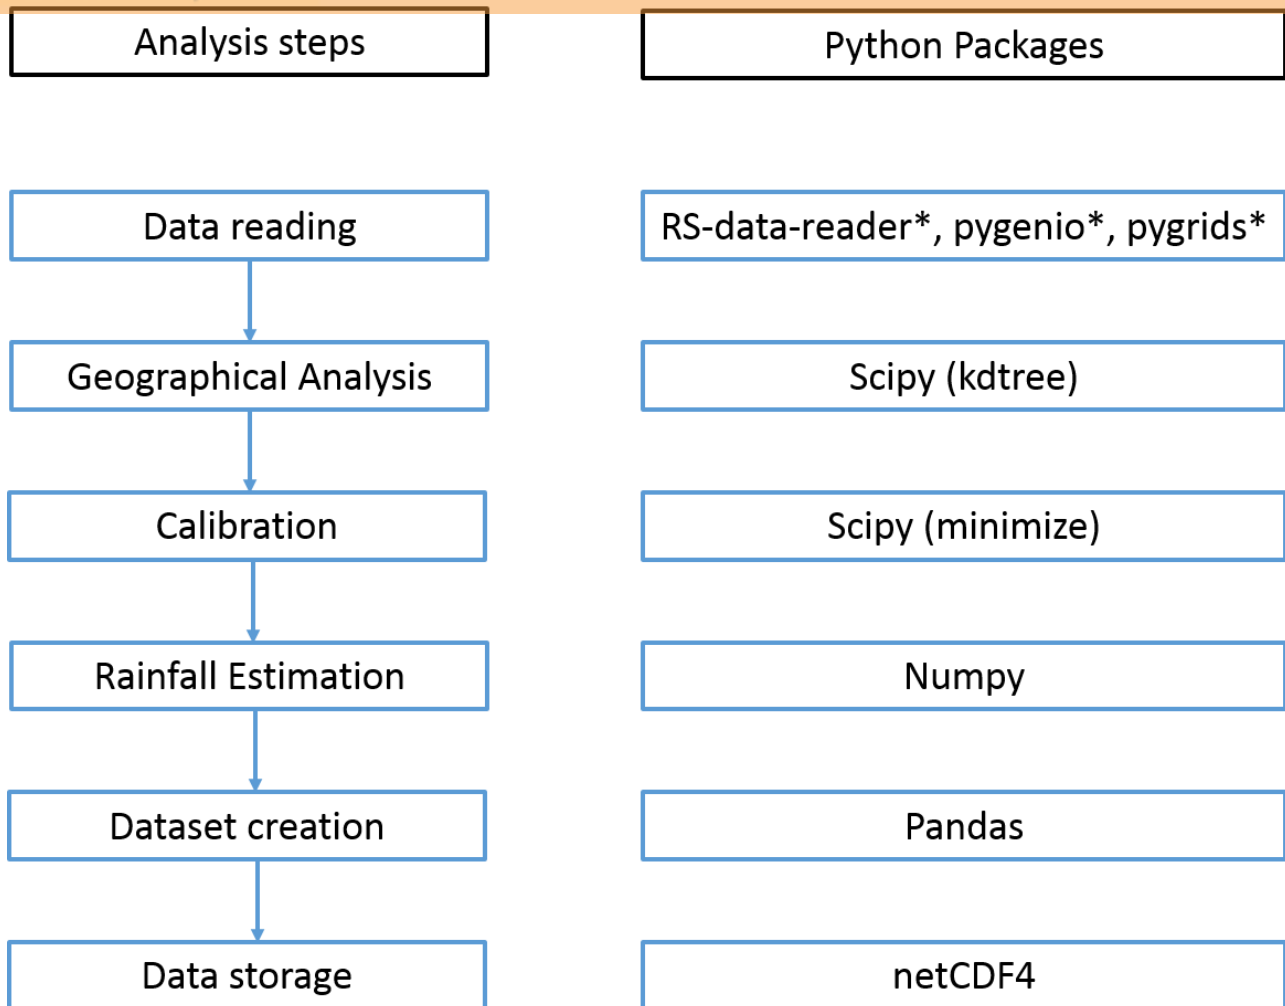 Analysis steps
Python Packages
Data reading
RS-data-reader*, pygenio*, pygrids*
Geographical Analysis
Scipy (kdtree)
Calibration
Scipy (minimize)
Rainfall Estimation
Numpy
Dataset creation
Pandas
Data storage
netCDF4